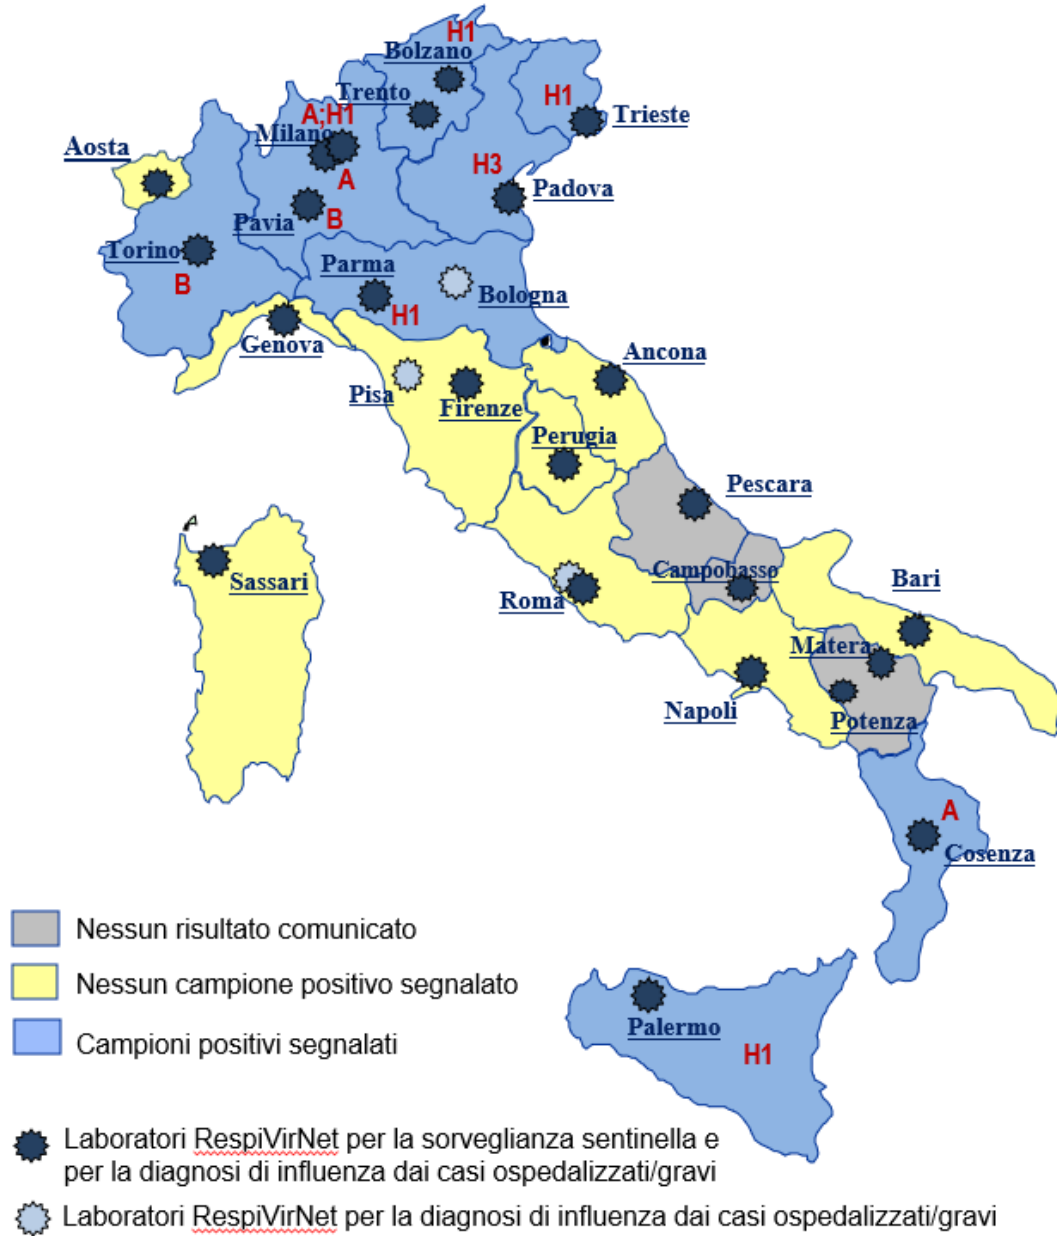 H1
Bolzano
Trento
H1
Trieste
A;H1
Milano
Aosta
H3
A
Padova
Pavia
B
Torino
Parma
B
Bologna
H1
Genova
Ancona
Pisa
Firenze
Perugia
Pescara
Sassari
Campobasso
Bari
Roma
Matera
Napoli
Potenza
A
Cosenza
Nessun risultato comunicato
Nessun campione positivo segnalato
Campioni positivi segnalati
Palermo
H1
Laboratori RespiVirNet per la sorveglianza sentinella e
per la diagnosi di influenza dai casi ospedalizzati/gravi
Laboratori RespiVirNet per la diagnosi di influenza dai casi ospedalizzati/gravi